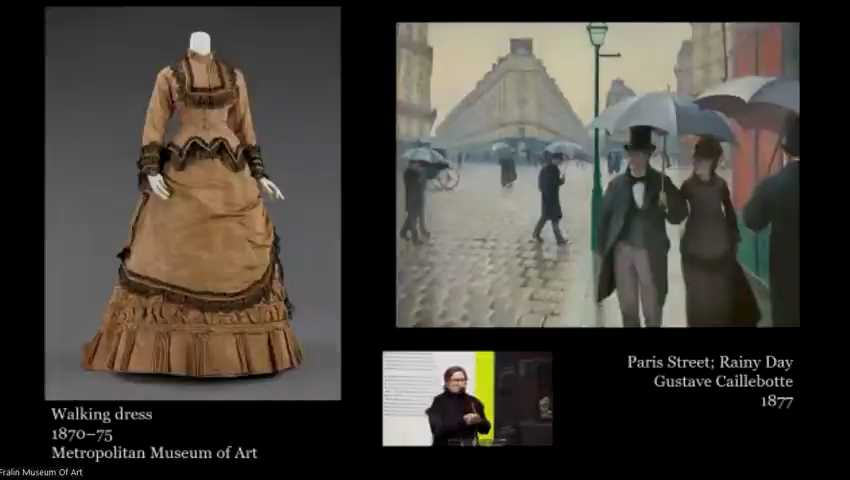 Walking dress
1870–75
Metropolitan Museum of Art
Paris Street; Rainy Day
Gustave Caillebotte
1877
Fralin Museum Of Art